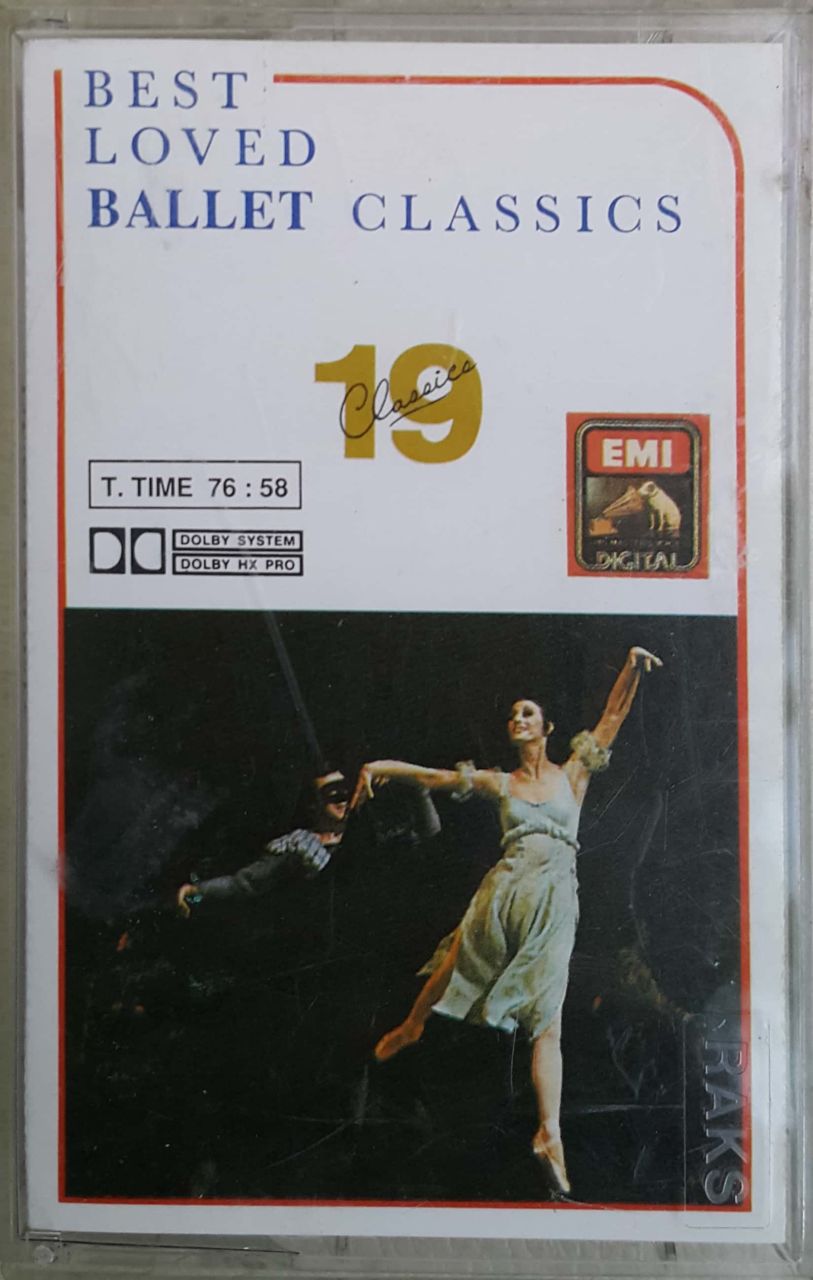 BEST
LOVED
BALLET CLASSICS
19
Classics
T. TIME 76 : 58
DOLBY SYSTEM
DOLBY HX PRO
EMI
DIGITAL
RAKS